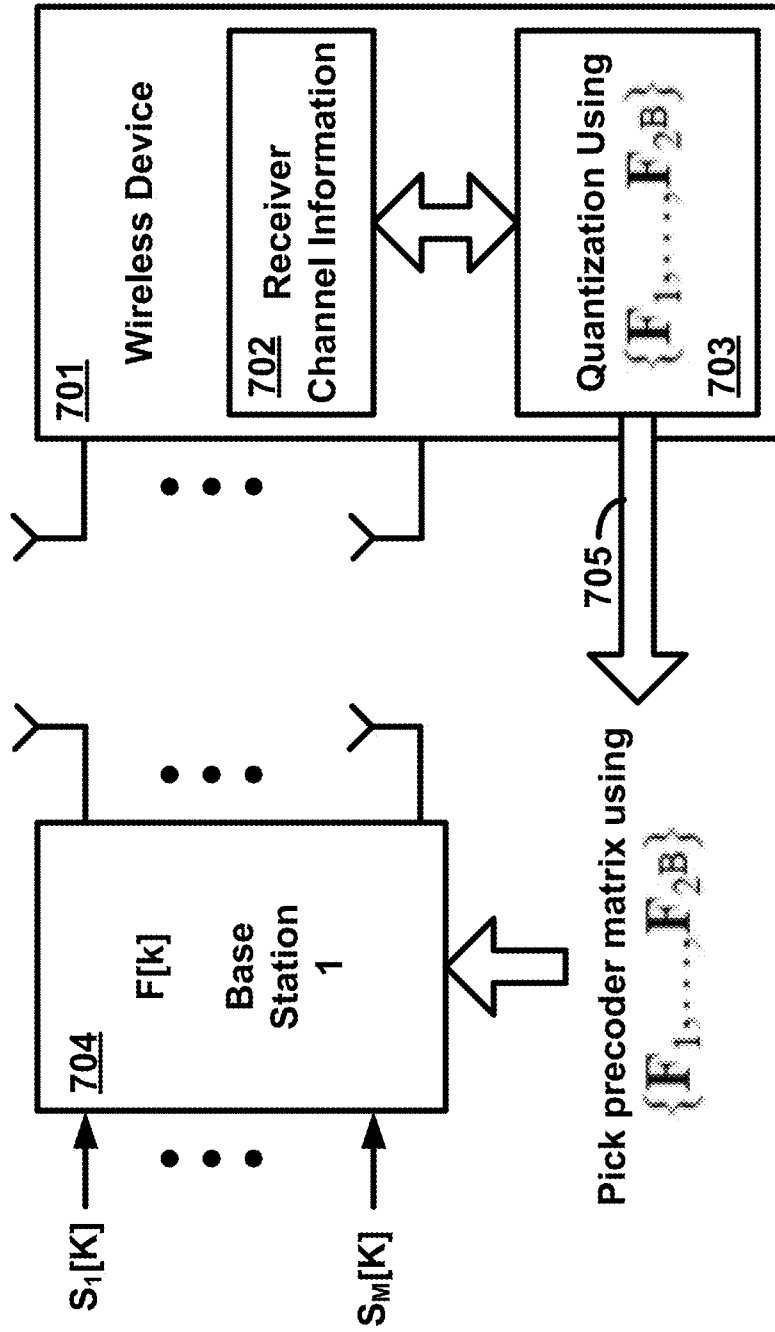 S1[K]
SM[K]
704
F[k]
Base
Station
1
Pick precoder matrix using
{F1,...,F2B}
705
701
Wireless Device
702
Receiver
Channel Information
Quantization Using
{F1,...,F2B}
703